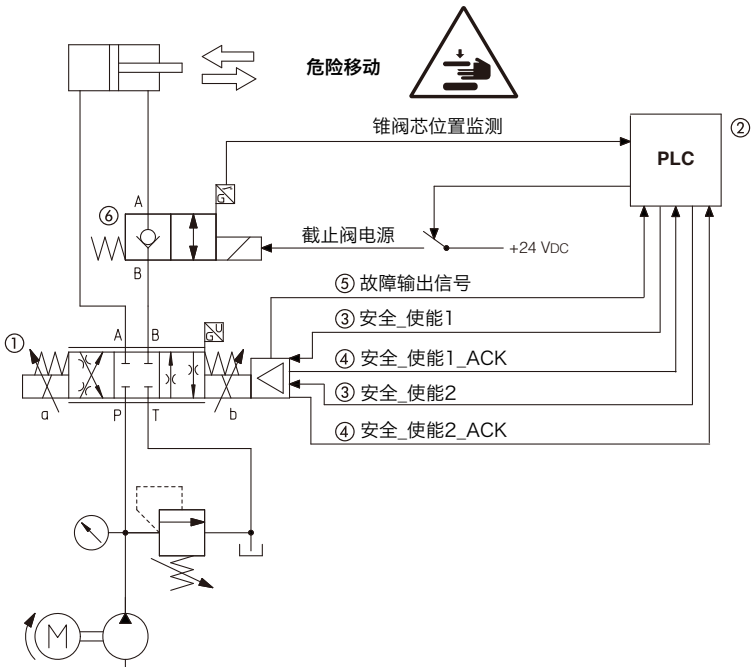 危险移动
锥阀芯位置监测
②
PLC
G
A
⑥
截止阀电源
+24 VDC
B
⑤ 故障输出信号
③ 安全_使能1
A B
U
G
①
④ 安全_使能1_ACK
③ 安全_使能2
a
P T
b
④ 安全_使能2_ACK
M